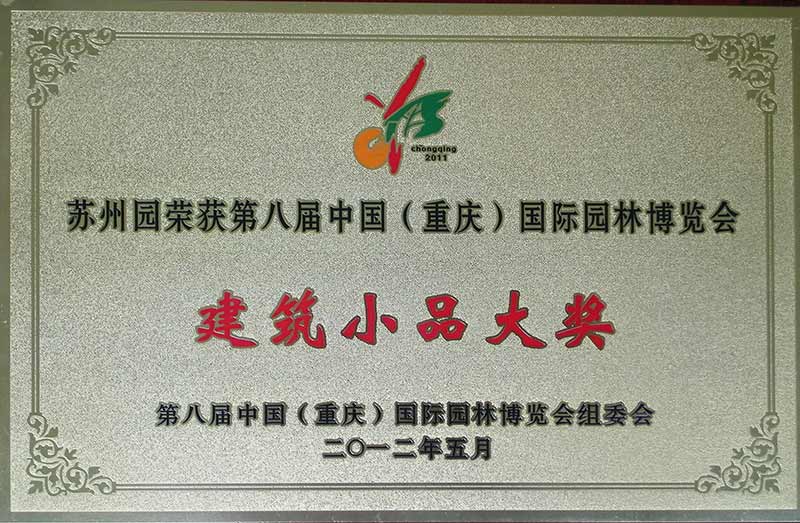 chongqing
2011
苏州园荣获第八届中国（重庆）国际园林博览会
建筑小品大奖
第八届中国（重庆）国际园林博览会组委会
二〇一二年五月